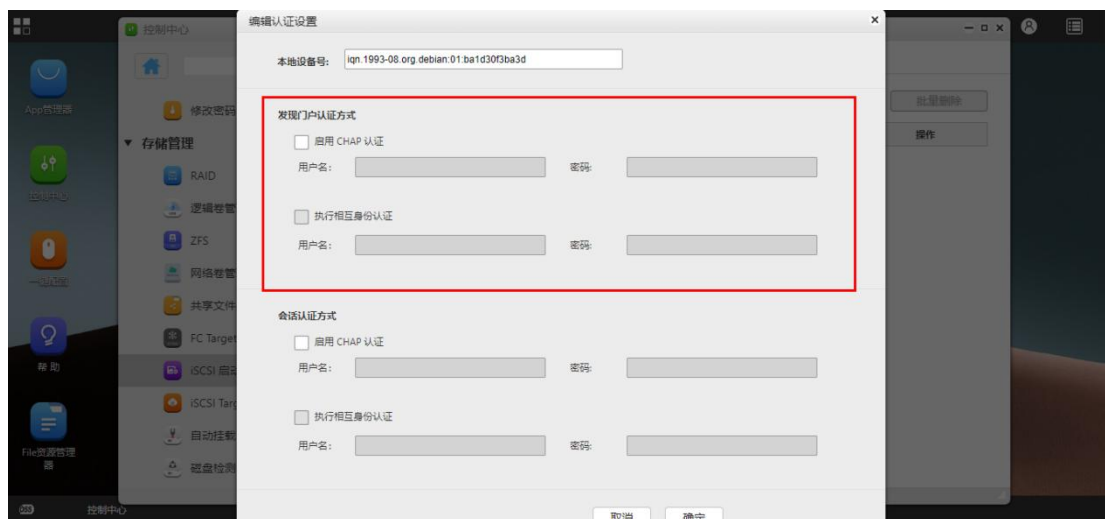 编辑认证设置
×
控制中心
本地设备号:
iqn.1993-08.org.debian:01:ba1d30f3ba3d
App管理器
修改密码
发现门户认证方式
批量删除
启用 CHAP 认证
操作
存储管理
用户名:
密码:
RAID
控制中心
逻辑卷管
执行相互身份认证
ZFS
用户名:
密码:
网络卷管
共享文件
会话认证方式
FC Target
启用 CHAP 认证
帮 助
iSCSI 启动
用户名:
密码:
iSCSI Targ
执行相互身份认证
自动挂载
用户名:
密码:
File资源管理
器
磁盘检测
控制中心
取消
确定